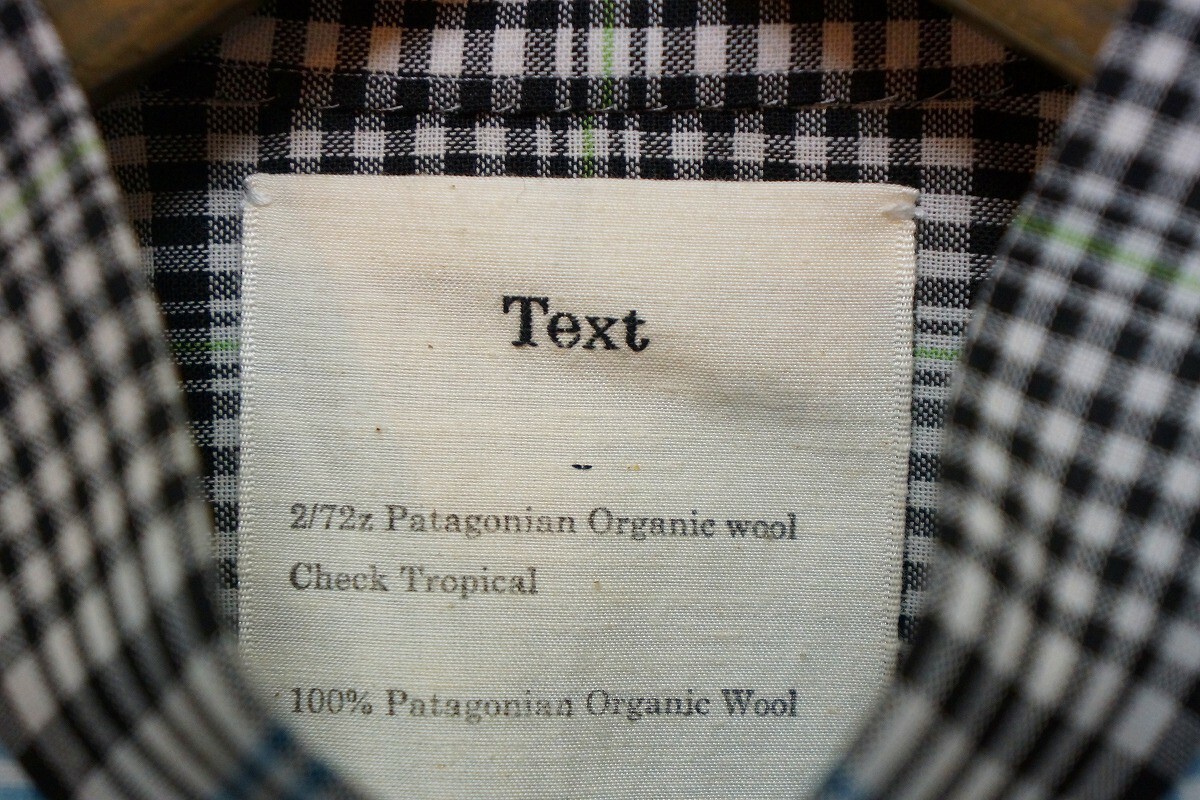 Text
-
2/72z Patagonian Organic wool
Check Tropical
100% Patagonian Organic Wool